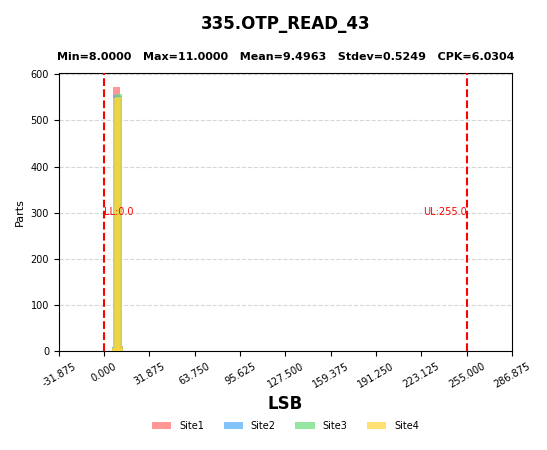 335.OTP_READ_43
Min=8.0000 Max=11.0000 Mean=9.4963 Stdev=0.5249 CPK=6.0304
600
500
400
300
200
100
0
Parts
LL:0.0
UL:255.0
-31.875 0.000 31.875 63.750 95.625 127.500 159.375 191.250 223.125 255.000 286.875
LSB
Site1 Site2 Site3 Site4